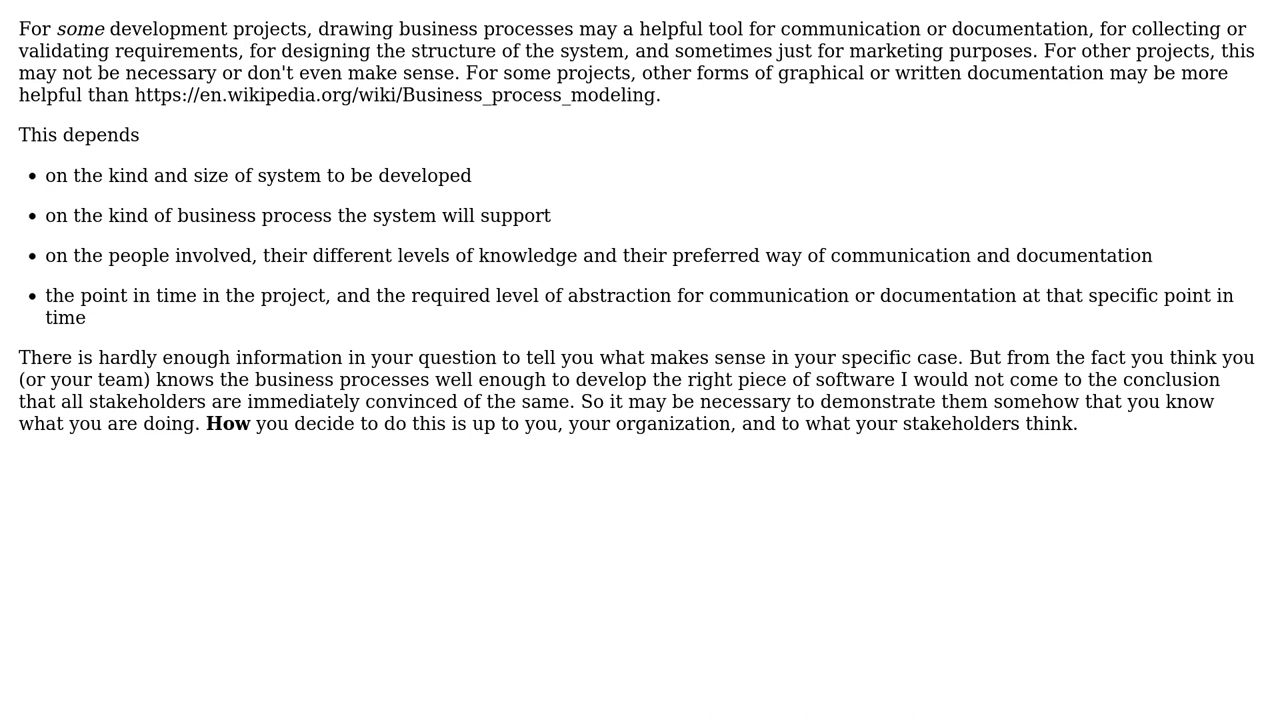 For some development projects, drawing business processes may a helpful tool for communication or documentation, for collecting or
validating requirements, for designing the structure of the system, and sometimes just for marketing purposes. For other projects, this
may not be necessary or don't even make sense. For some projects, other forms of graphical or written documentation may be more
helpful than https://en.wikipedia.org/wiki/Business_process_modeling.
This depends
• on the kind and size of system to be developed
• on the kind of business process the system will support
• on the people involved, their different levels of knowledge and their preferred way of communication and documentation
• the point in time in the project, and the required level of abstraction for communication or documentation at that specific point in
time
There is hardly enough information in your question to tell you what makes sense in your specific case. But from the fact you think you
(or your team) knows the business processes well enough to develop the right piece of software I would not come to the conclusion
that all stakeholders are immediately convinced of the same. So it may be necessary to demonstrate them somehow that you know
what you are doing. How you decide to do this is up to you, your organization, and to what your stakeholders think.